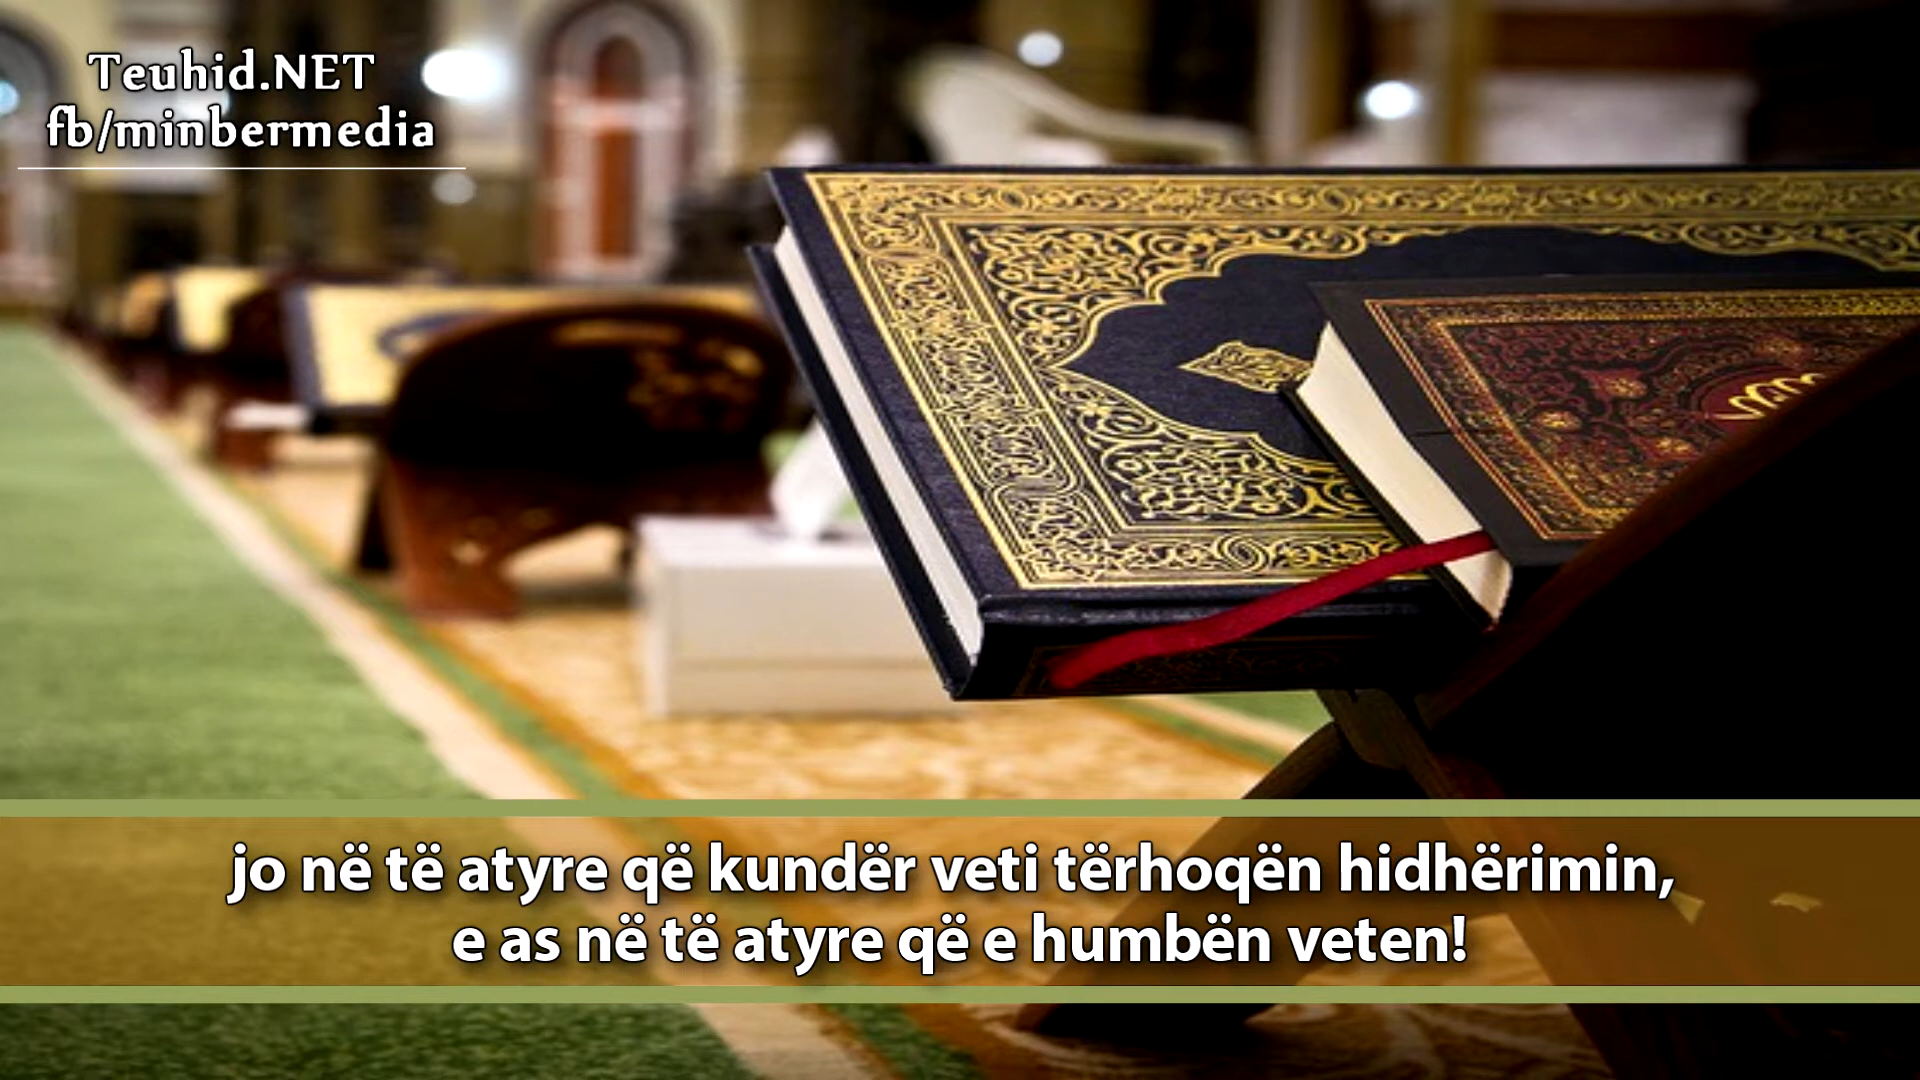 Teuhid.NET
fb/minbermedia
jo në të atyre që kundër veti tërhoqën hidhërimin,
e as në të atyre që e humbën veten!